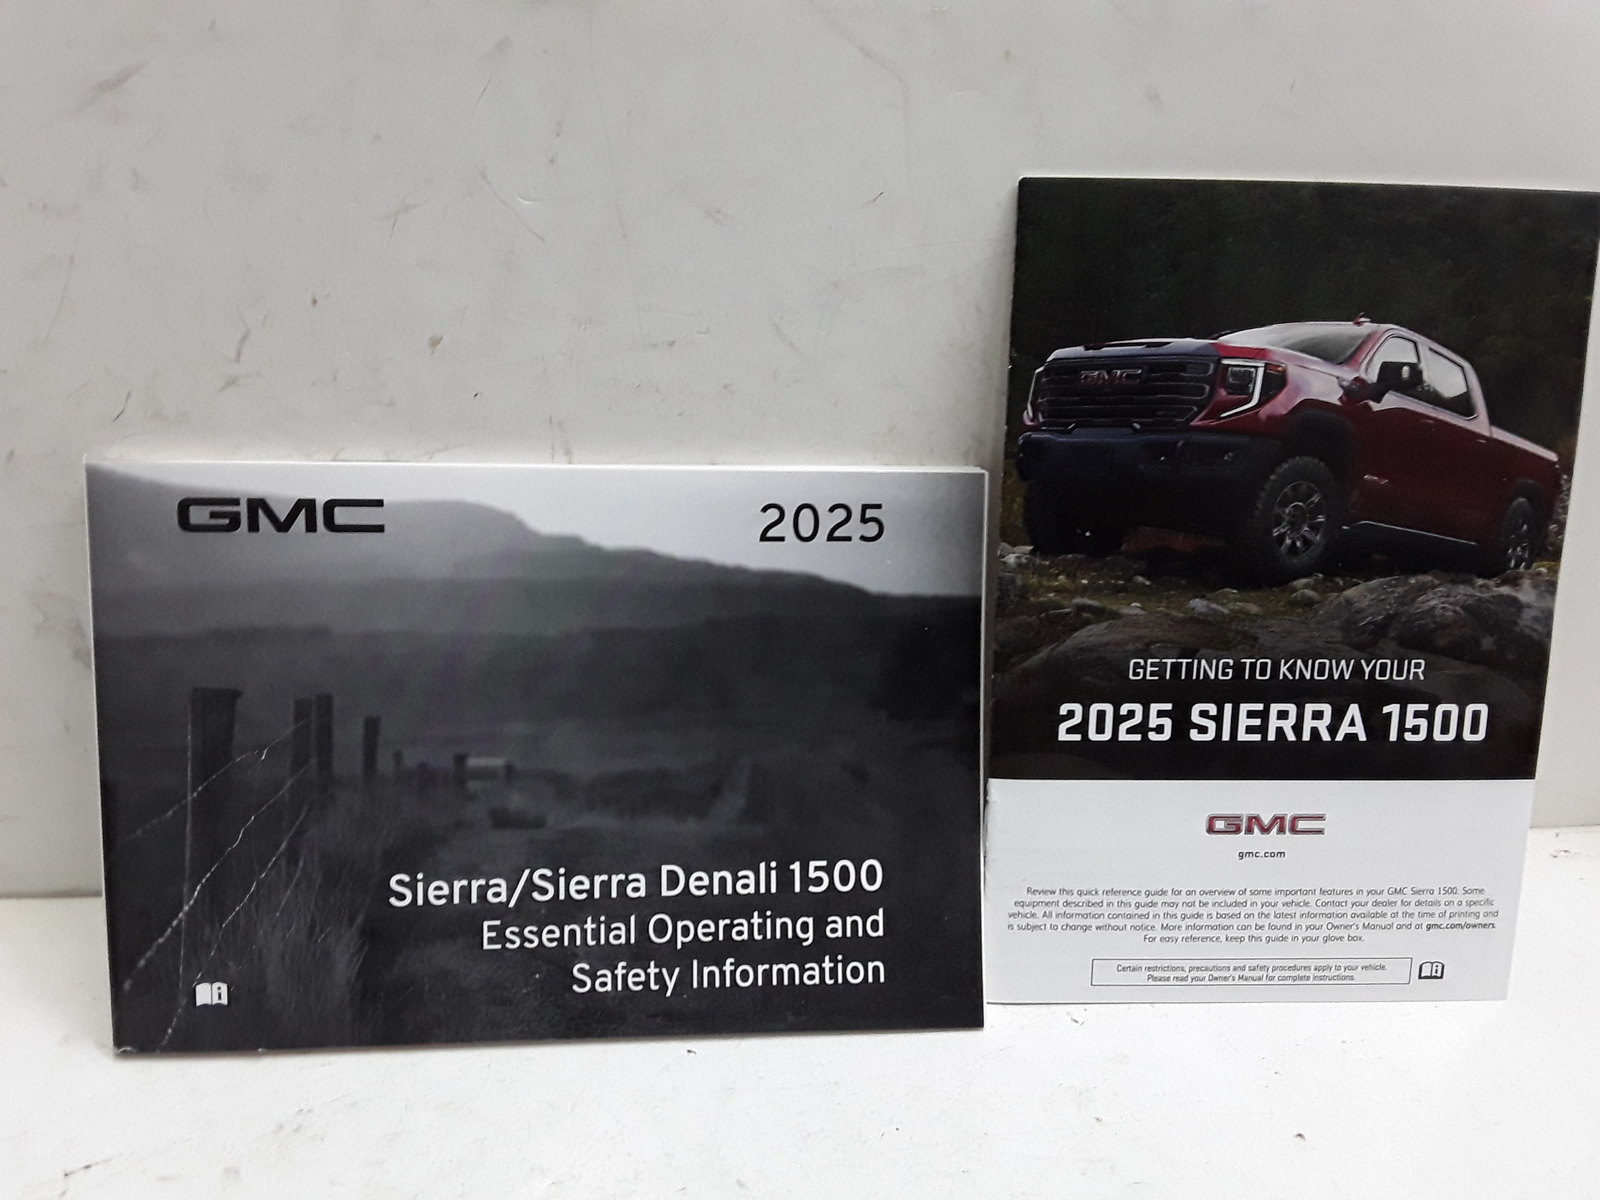 GMC
2025
Sierra/Sierra Denali 1500
Essential Operating and
Safety Information
GMC
GETTING TO KNOW YOUR
2025 SIERRA 1500
GMC
gmc.com
Review this quick reference guide for an overview of some important features in your GMC Sierra 1500. Some
equipment described in this guide may not be included in your vehicle. Contact your dealer for details on a specific
vehicle. All information contained in this guide is based on the latest information available at the time of printing and
is subject to change without notice. More information can be found in your Owner's Manual and at gmc.com/owners.
For easy reference, keep this guide in your glove box.
Certain restrictions, precautions and safety procedures apply to your vehicle.
Please read your Owner's Manual for complete instructions.